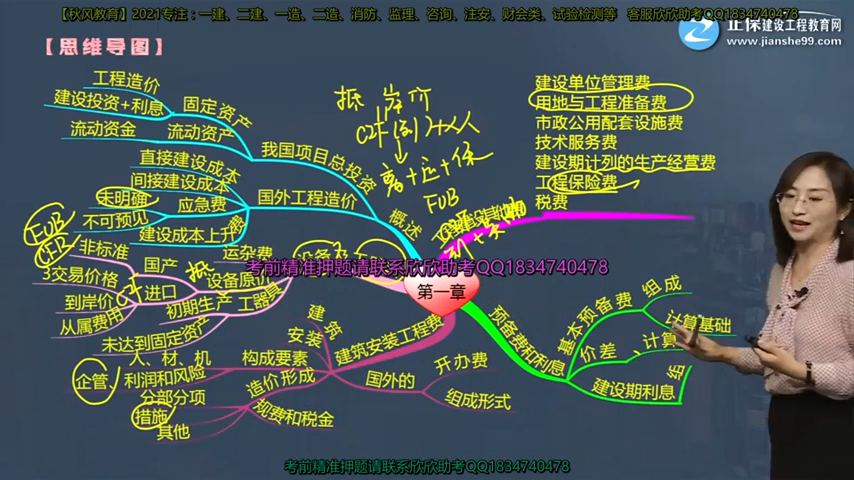 【秋风教育】2021专注：一建、二建、一造、二造、消防、监理、咨询、注安、财会类、试验检测等 客服欣欣助考QQ1834740478
正保建设工程教育网
www.jianshe99.com
【思维导图】
工程造价
建设投资+利息
固定资产
流动资金
流动资产
我国项目总投资
直接建设成本
间接建设成本
未明确
应急费
不可预见
建设成本上升费
国外工程造价
概述
抵岸价
CIF
FOB
FOB
CFR
非标准
国产
运杂费
设备及
3交易价格
进口
设备原价
到岸价
从属费用
初期生产
工器具
未达到固定资产
第一章
建设单位管理费
用地与工程准备费
市政公用配套设施费
技术服务费
建设期计列的生产经营费
工程保险费
税费
考前精准押题请联系欣欣助考QQ1834740478
建筑
安装
建筑安装工程费
人、材、机
构成要素
企管
利润和风险
造价形成
分部分项
措施
规费和税金
其他
国外的
开办费
组成形式
预备费和利息
基本预备费
组成
计算基础
价差
计算
建设期利息
考前精准押题请联系欣欣助考QQ1834740478